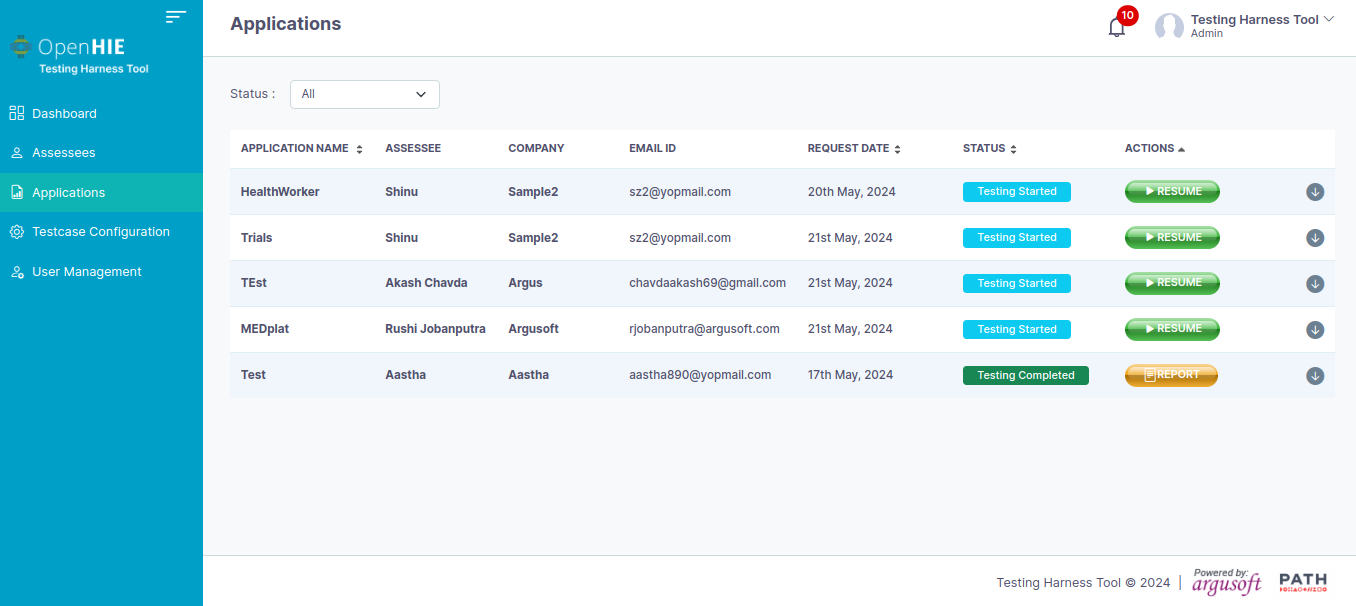 Applications
10
Testing Harness Tool
Admin
OpenHIE
Testing Harness Tool
Dashboard
Assessees
Applications
Testcase Configuration
User Management
Status : All
APPLICATION NAME ASSESSEE COMPANY EMAIL ID REQUEST DATE STATUS ACTIONS
HealthWorker Shinu Sample2 sz2@yopmail.com 20th May, 2024 Testing Started RESUME
Trials Shinu Sample2 sz2@yopmail.com 21st May, 2024 Testing Started RESUME
TEst Akash Chavda Argus chavdaakash69@gmail.com 21st May, 2024 Testing Started RESUME
MEDplat Rushi Jobanputra Argusoft rjobanputra@argusoft.com 21st May, 2024 Testing Started RESUME
Test Aastha Aastha aastha890@yopmail.com 17th May, 2024 Testing Completed REPORT
Testing Harness Tool © 2024 |
Powered by:
argusoft
PATH